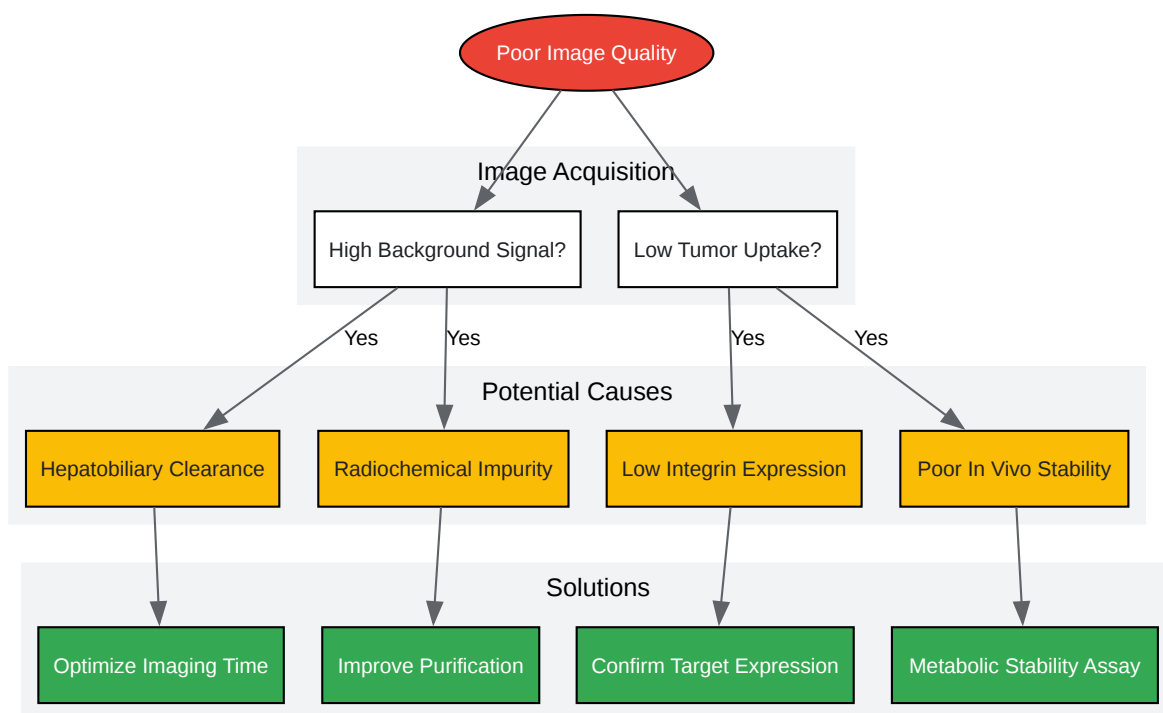 Poor Image Quality
Image Acquisition
High Background Signal?
Low Tumor Uptake?
Yes
Yes
Yes
Yes
Potential Causes
Hepatobiliary Clearance
Radiochemical Impurity
Low Integrin Expression
Poor In Vivo Stability
Solutions
Optimize Imaging Time
Improve Purification
Confirm Target Expression
Metabolic Stability Assay